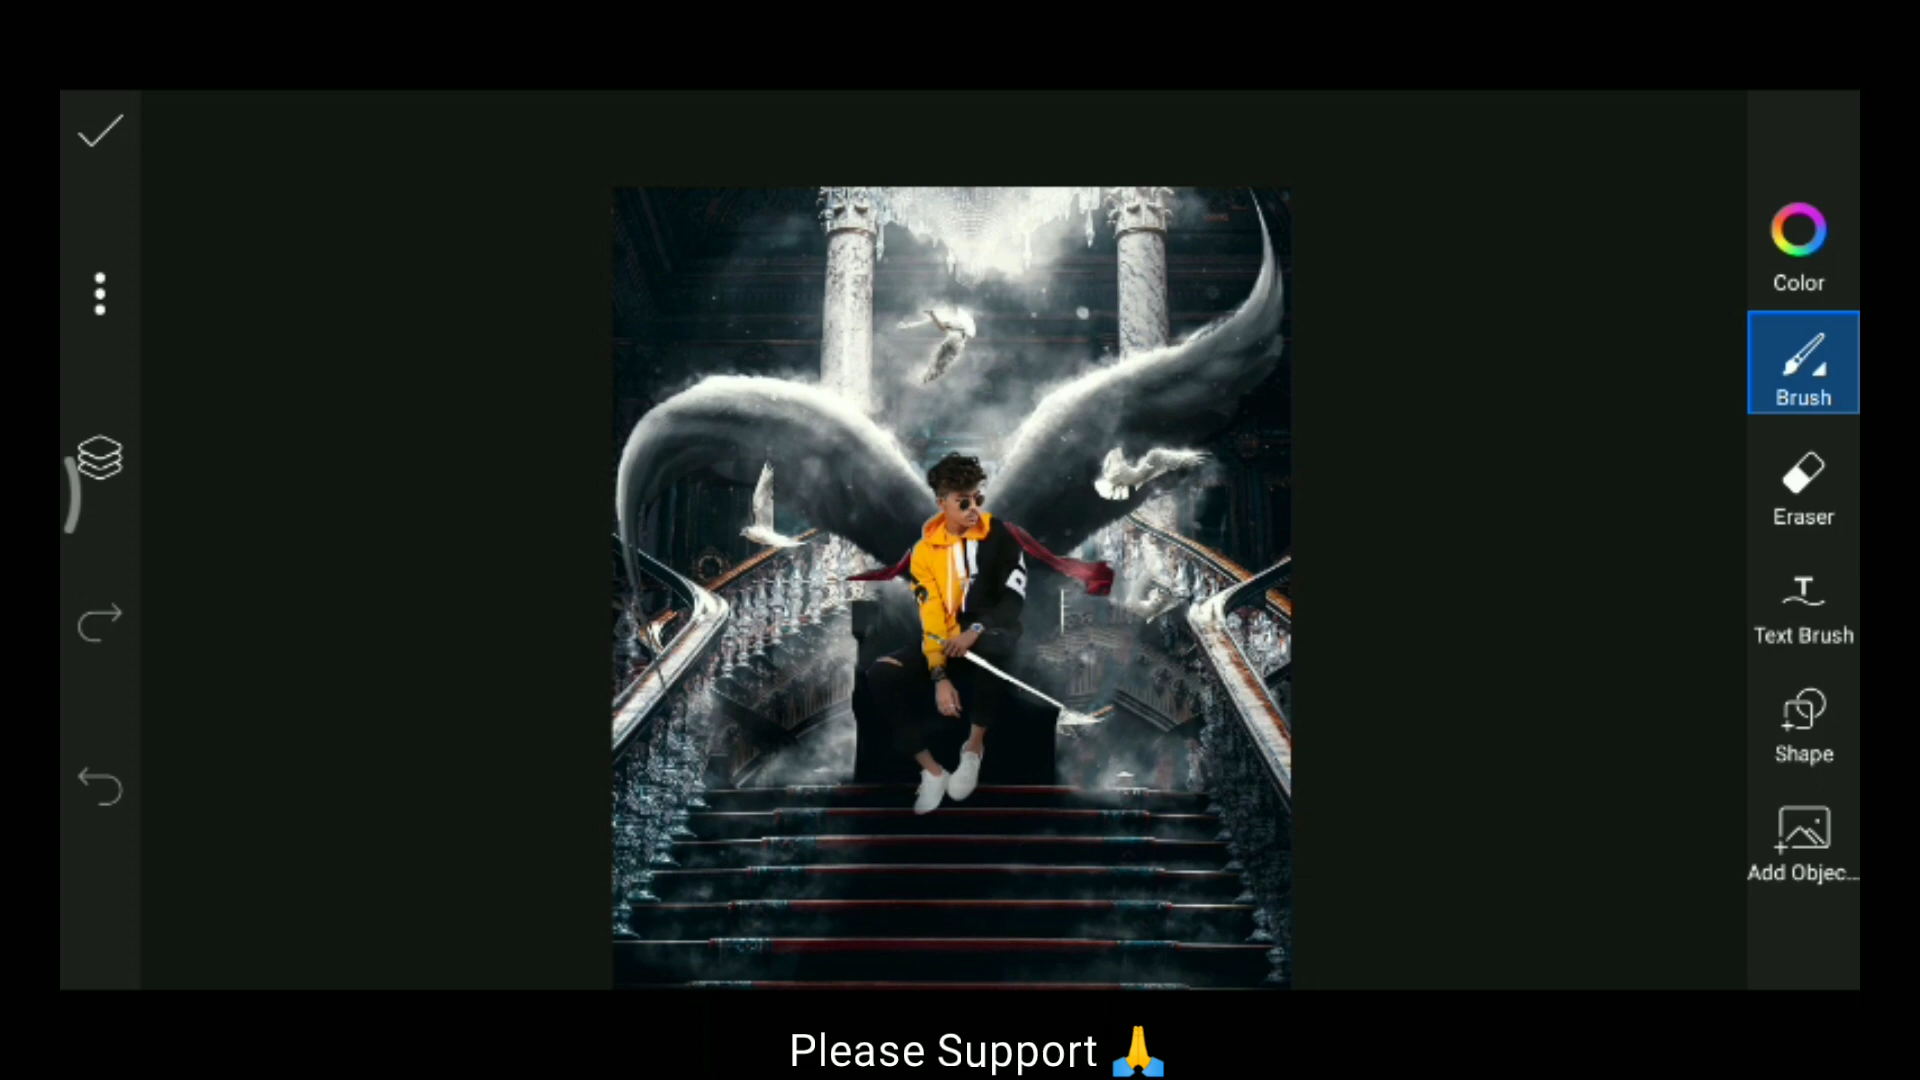 Color
Brush
Eraser
T
Text Brush
Shape
Add Objec...
Please Support 🙏